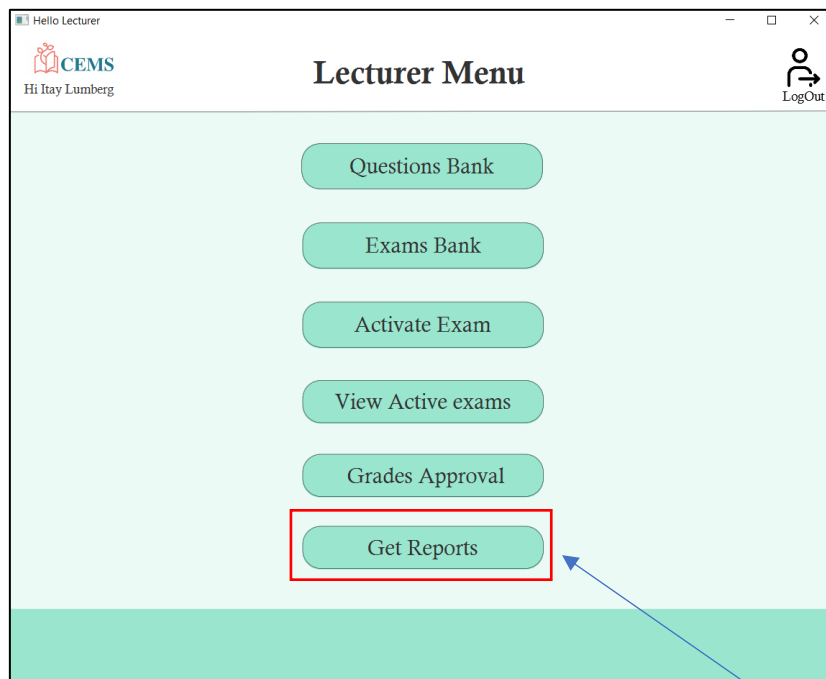 Hello Lecturer
CEMS
Hi Itay Lumberg
Lecturer Menu
LogOut
Questions Bank
Exams Bank
Activate Exam
View Active exams
Grades Approval
Get Reports